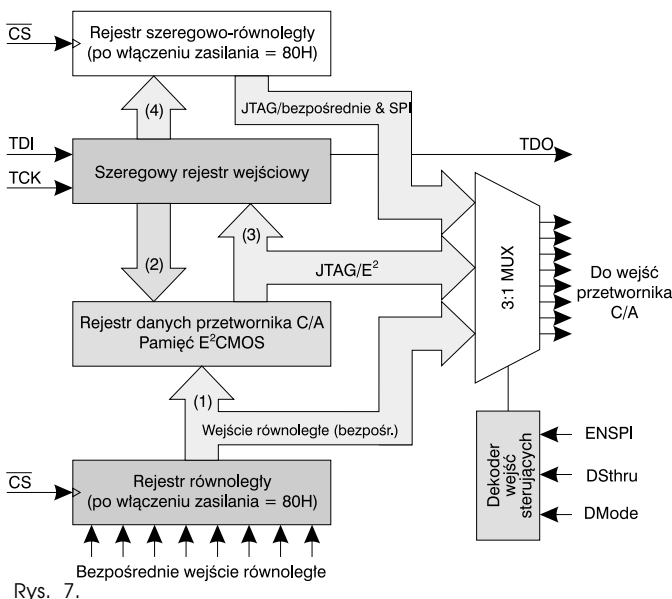 CS
Rejestr szeregowo-równoległy
(po włączeniu zasilania = 80H)
(4)
JTAG/bezpośrednie & SPI
TDI
TCK
Szeregowy rejestr wejściowy
TDO
(2)
(3)
JTAG/E²
3:1 MUX
Do wejść
przetwornika
C/A
Rejestr danych przetwornika C/A
Pamięć E²CMOS
(1)
Wejście równoległe (bezpośr.)
CS
Rejestr równoległy
(po włączeniu zasilania = 80H)
Dekoder
wejść
sterujących
ENSPI
DSthru
DMode
Bezpośrednie wejście równoległe
Rys. 7.